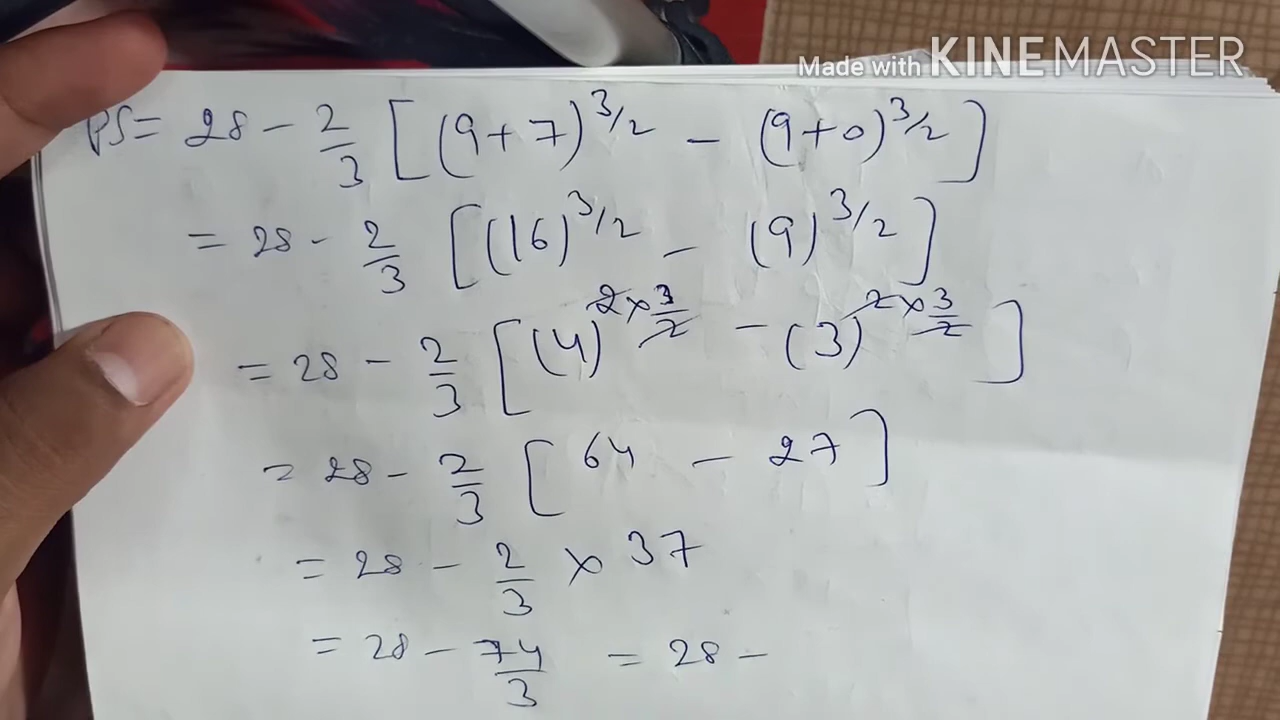 Made with KINEMASTER
PS = 28 - 2/3 [(9+7)^3/2 - (9+0)^3/2]
= 28 - 2/3 [(16)^3/2 - (9)^3/2]
= 28 - 2/3 [(4)^2×3/2 - (3)^2×3/2]
= 28 - 2/3 [64 - 27]
= 28 - 2/3 × 37
= 28 - 74/3 = 28 -